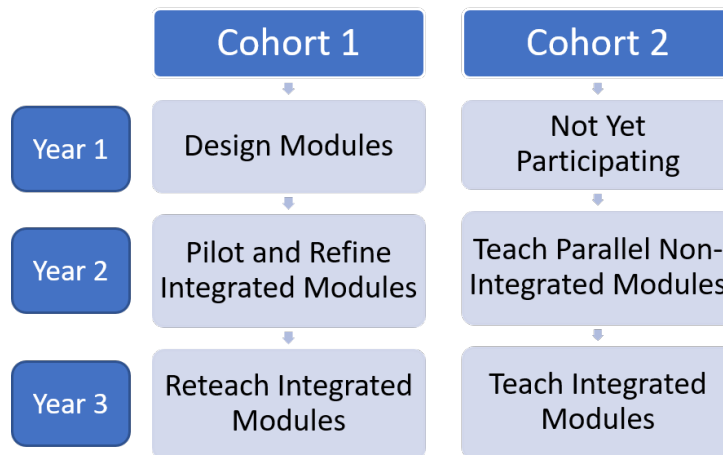 Cohort 1
Cohort 2
Year 1
Design Modules
Not Yet
Participating
Year 2
Pilot and Refine
Integrated Modules
Teach Parallel Non-
Integrated Modules
Year 3
Reteach Integrated
Modules
Teach Integrated
Modules